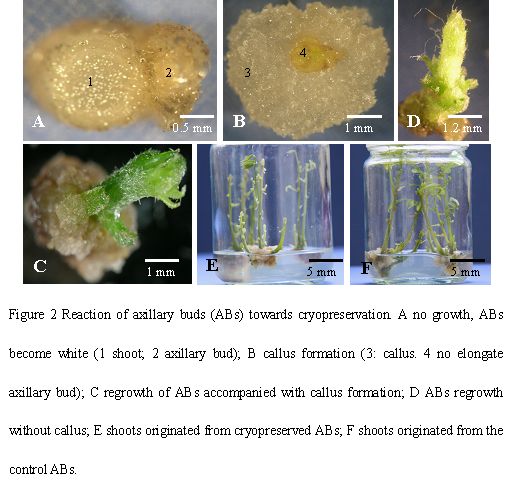 1
2
A
0.5 mm
3
4
B
1 mm
D
1.2 mm
C
1 mm
E
5 mm
F
5 mm
Figure 2 Reaction of axillary buds (ABs) towards cryopreservation. A no growth, ABs
become white (1 shoot; 2 axillary bud); B callus formation (3: callus. 4 no elongate
axillary bud); C regrowth of ABs accompanied with callus formation; D ABs regrowth
without callus; E shoots originated from cryopreserved ABs; F shoots originated from the
control ABs.